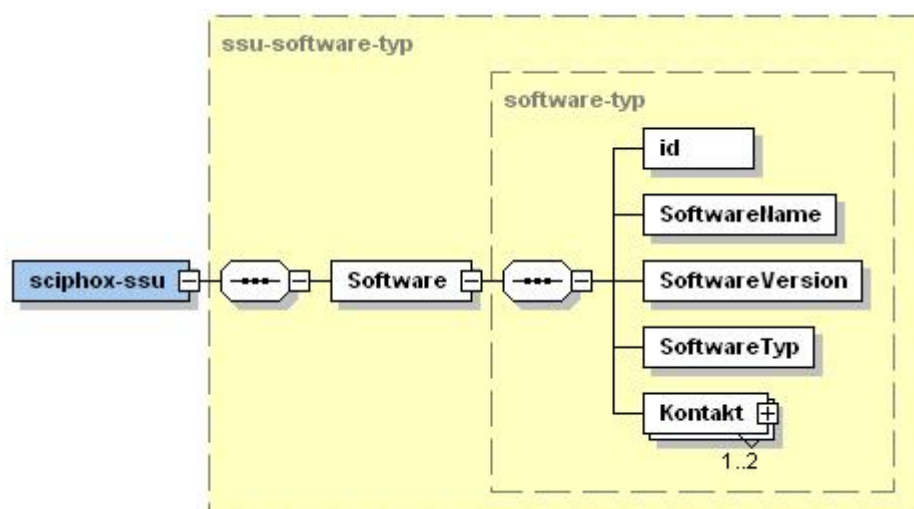 ssu-software-typ
software-typ
id
SoftwareName
sciphox-ssu
Software
SoftwareVersion
SoftwareTyp
Kontakt
1..2